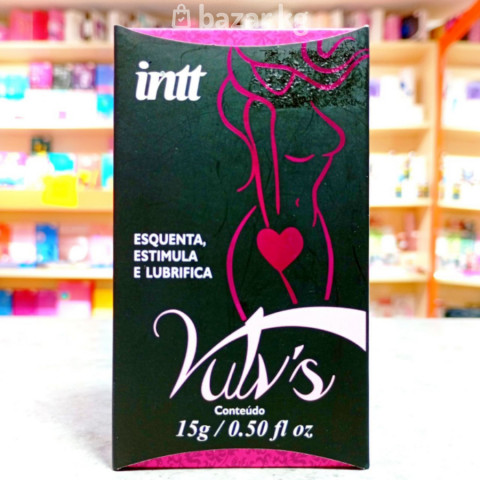 bazar.kg
intt
ESQUENTA,
ESTIMULA
E LUBRIFICA
Vulv's
Conteúdo
15g / 0.50 fl oz